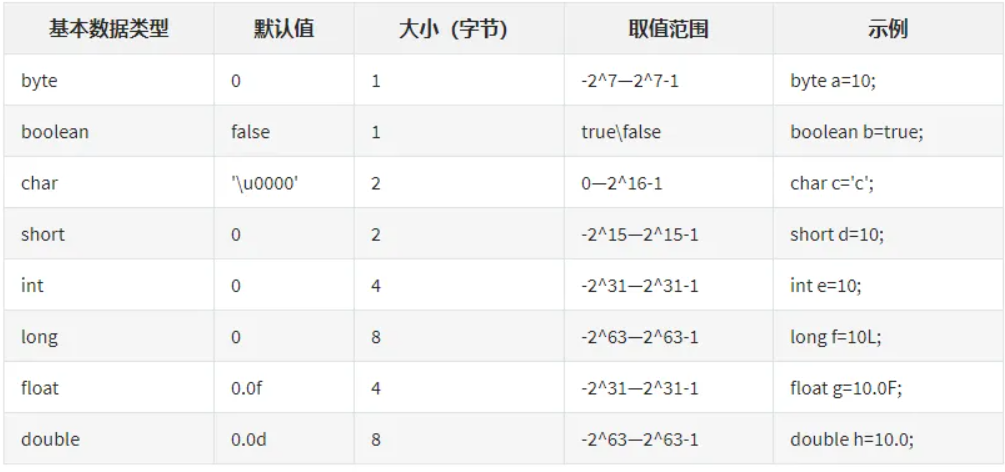 基本数据类型 默认值 大小（字节） 取值范围 示例
byte 0 1 -2^7—2^7-1 byte a=10;
boolean false 1 true\false boolean b=true;
char '\u0000' 2 0—2^16-1 char c='c';
short 0 2 -2^15—2^15-1 short d=10;
int 0 4 -2^31—2^31-1 int e=10;
long 0 8 -2^63—2^63-1 long f=10L;
float 0.0f 4 -2^31—2^31-1 float g=10.0F;
double 0.0d 8 -2^63—2^63-1 double h=10.0;